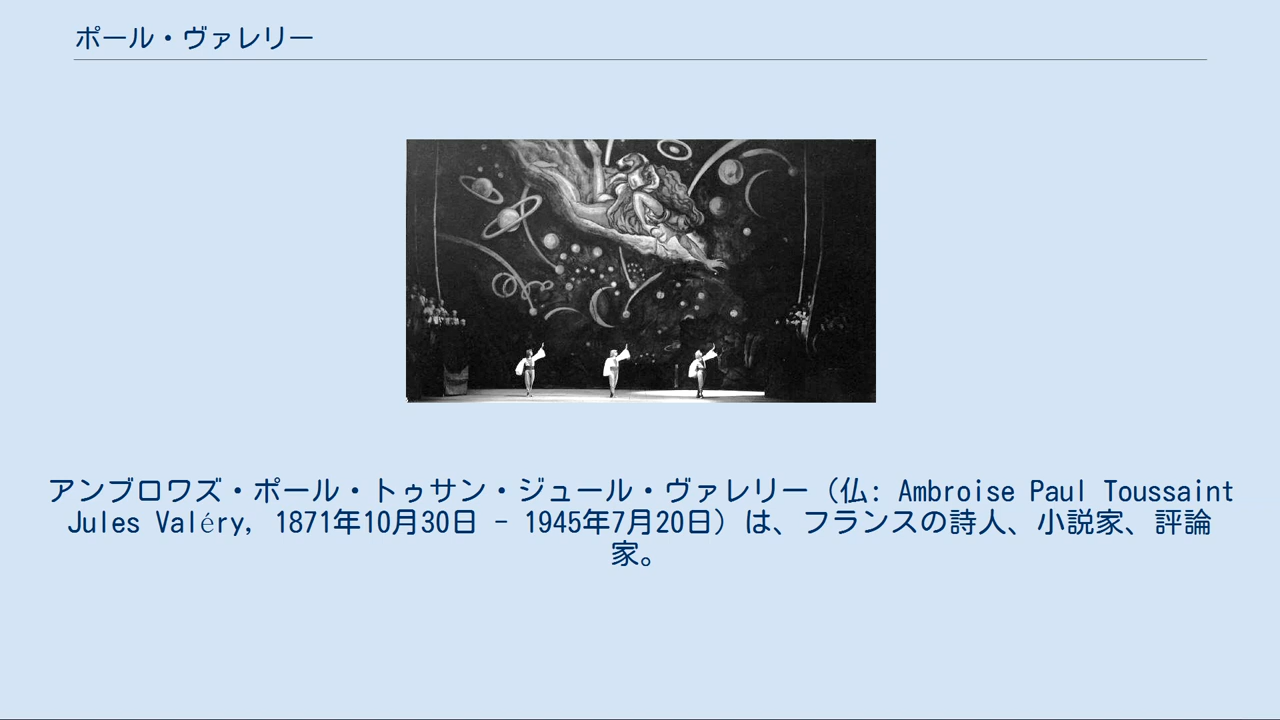 ポール・ヴァレリー
アンブロワズ・ポール・トゥサン・ジュール・ヴァレリー（仏: Ambroise Paul Toussaint
Jules Valéry, 1871年10月30日 - 1945年7月20日）は、フランスの詩人、小説家、評論
家。